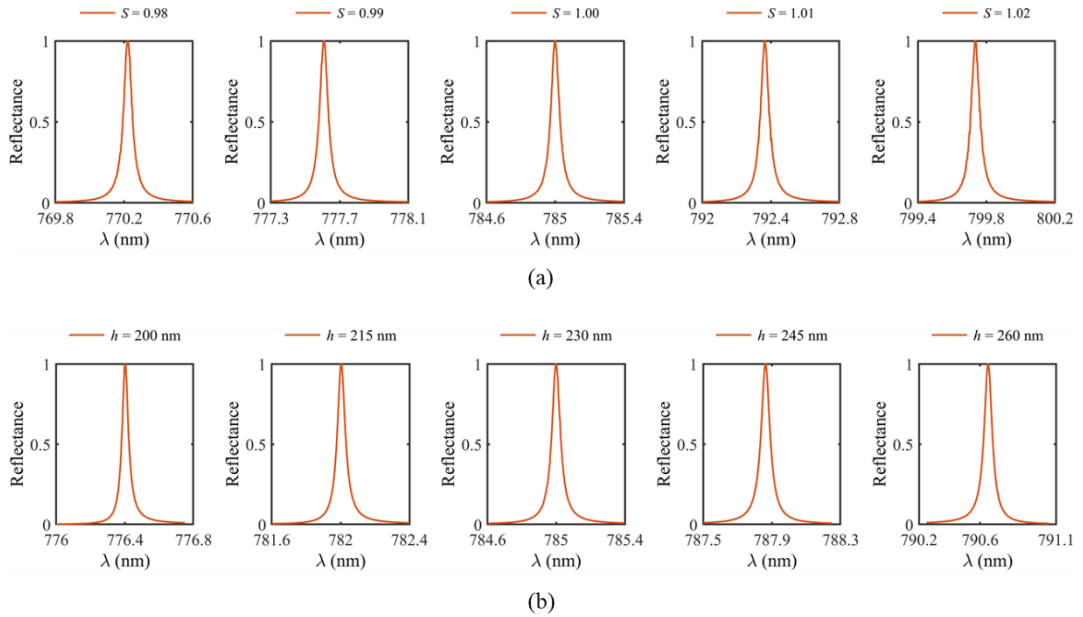 S = 0.98 S = 0.99 S = 1.00 S = 1.01 S = 1.02
1 1 1 1 1
Reflectance Reflectance Reflectance Reflectance Reflectance
0.5 0.5 0.5 0.5 0.5
0 0 0 0 0
769.8 770.2 770.6 777.3 777.7 778.1 784.6 785 785.4 792 792.4 792.8 799.4 799.8 800.2
λ (nm) λ (nm) λ (nm) λ (nm) λ (nm)
(a)
h = 200 nm h = 215 nm h = 230 nm h = 245 nm h = 260 nm
1 1 1 1 1
Reflectance Reflectance Reflectance Reflectance Reflectance
0.5 0.5 0.5 0.5 0.5
0 0 0 0 0
776 776.4 776.8 781.6 782 782.4 784.6 785 785.4 787.5 787.9 788.3 790.2 790.6 791.1
λ (nm) λ (nm) λ (nm) λ (nm) λ (nm)
(b)